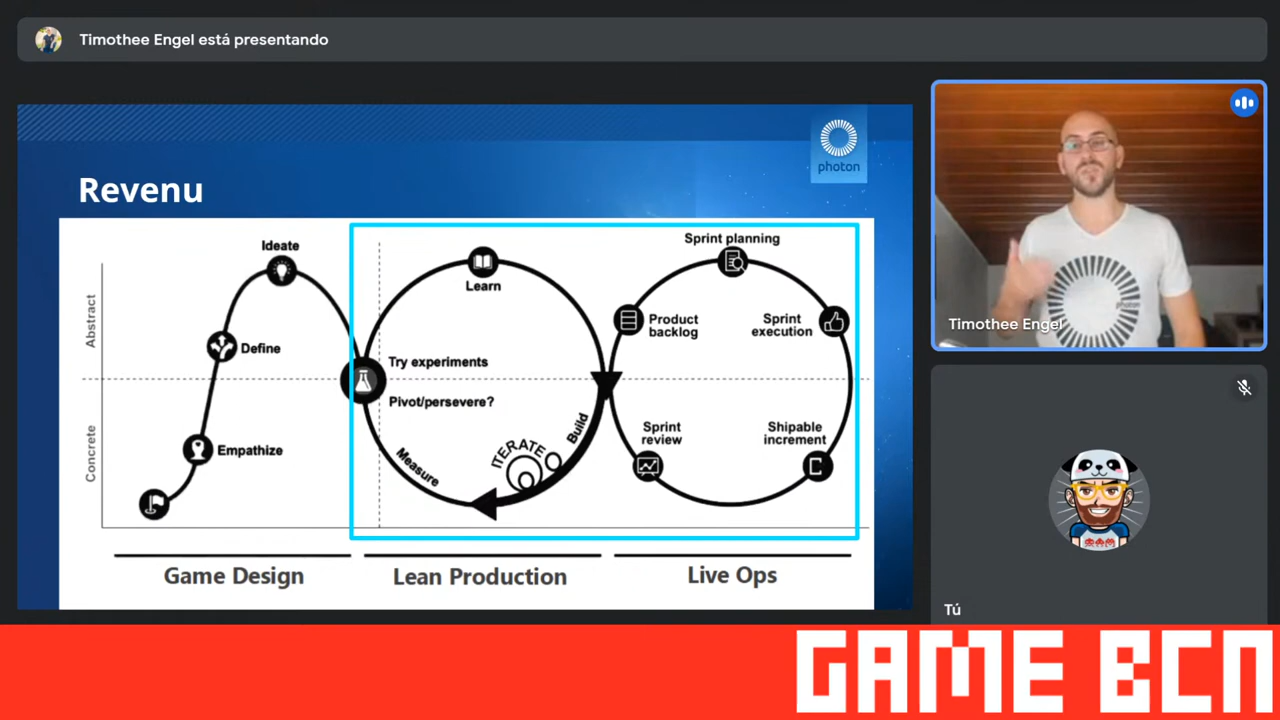 Timothee Engel está presentando
photon
Revenu
Abstract
Concrete
Ideate
Define
Empathize
Learn
Try experiments
Pivot/persevere?
Measure
ITERATE
Build
Sprint planning
Product
backlog
Sprint
execution
Sprint
review
Shipable
increment
Game Design
Lean Production
Live Ops
photon
Timothee Engel
Tú
GAME BCN